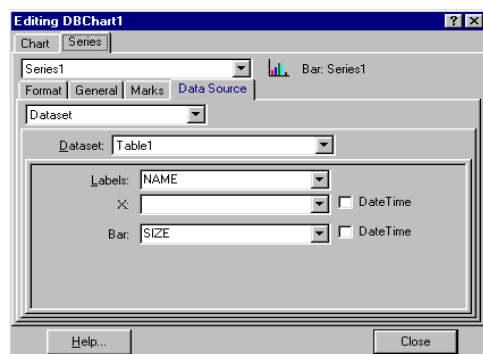 Editing DBChart1
Chart Series
Series1 Bar: Series1
Format General Marks Data Source
Dataset
Dataset: Table1
Labels: NAME
X: DateTime
Bar: SIZE DateTime
Help... Close